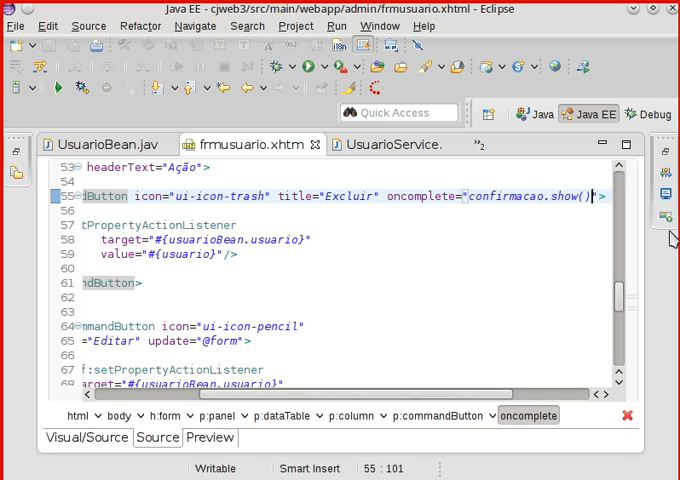 Java EE - cjweb3/src/main/webapp/admin/frmusuario.xhtml - Eclipse
File Edit Source Refactor Navigate Search Project Run Window Help
Quick Access Java Java EE Debug
UsuarioBean.jav frmusuario.xhtm UsuarioService. »2
53 headerText="Ação">
54
55 dButton icon="ui-icon-trash" title="Excluir" oncomplete="confirmacao.show()">
56
57 tPropertyActionListener
58 target="#{usuarioBean.usuario}"
59 value="#{usuario}"/>
60
61 ndButton>
62
63
64 mmandButton icon="ui-icon-pencil"
65 ="Editar" update="@form">
66
67 f:setPropertyActionListener
68 target="#{usuarioBean.usuario}"
html body h:form p:panel p:dataTable p:column p:commandButton oncomplete
Visual/Source Source Preview
Writable Smart Insert 55 : 101